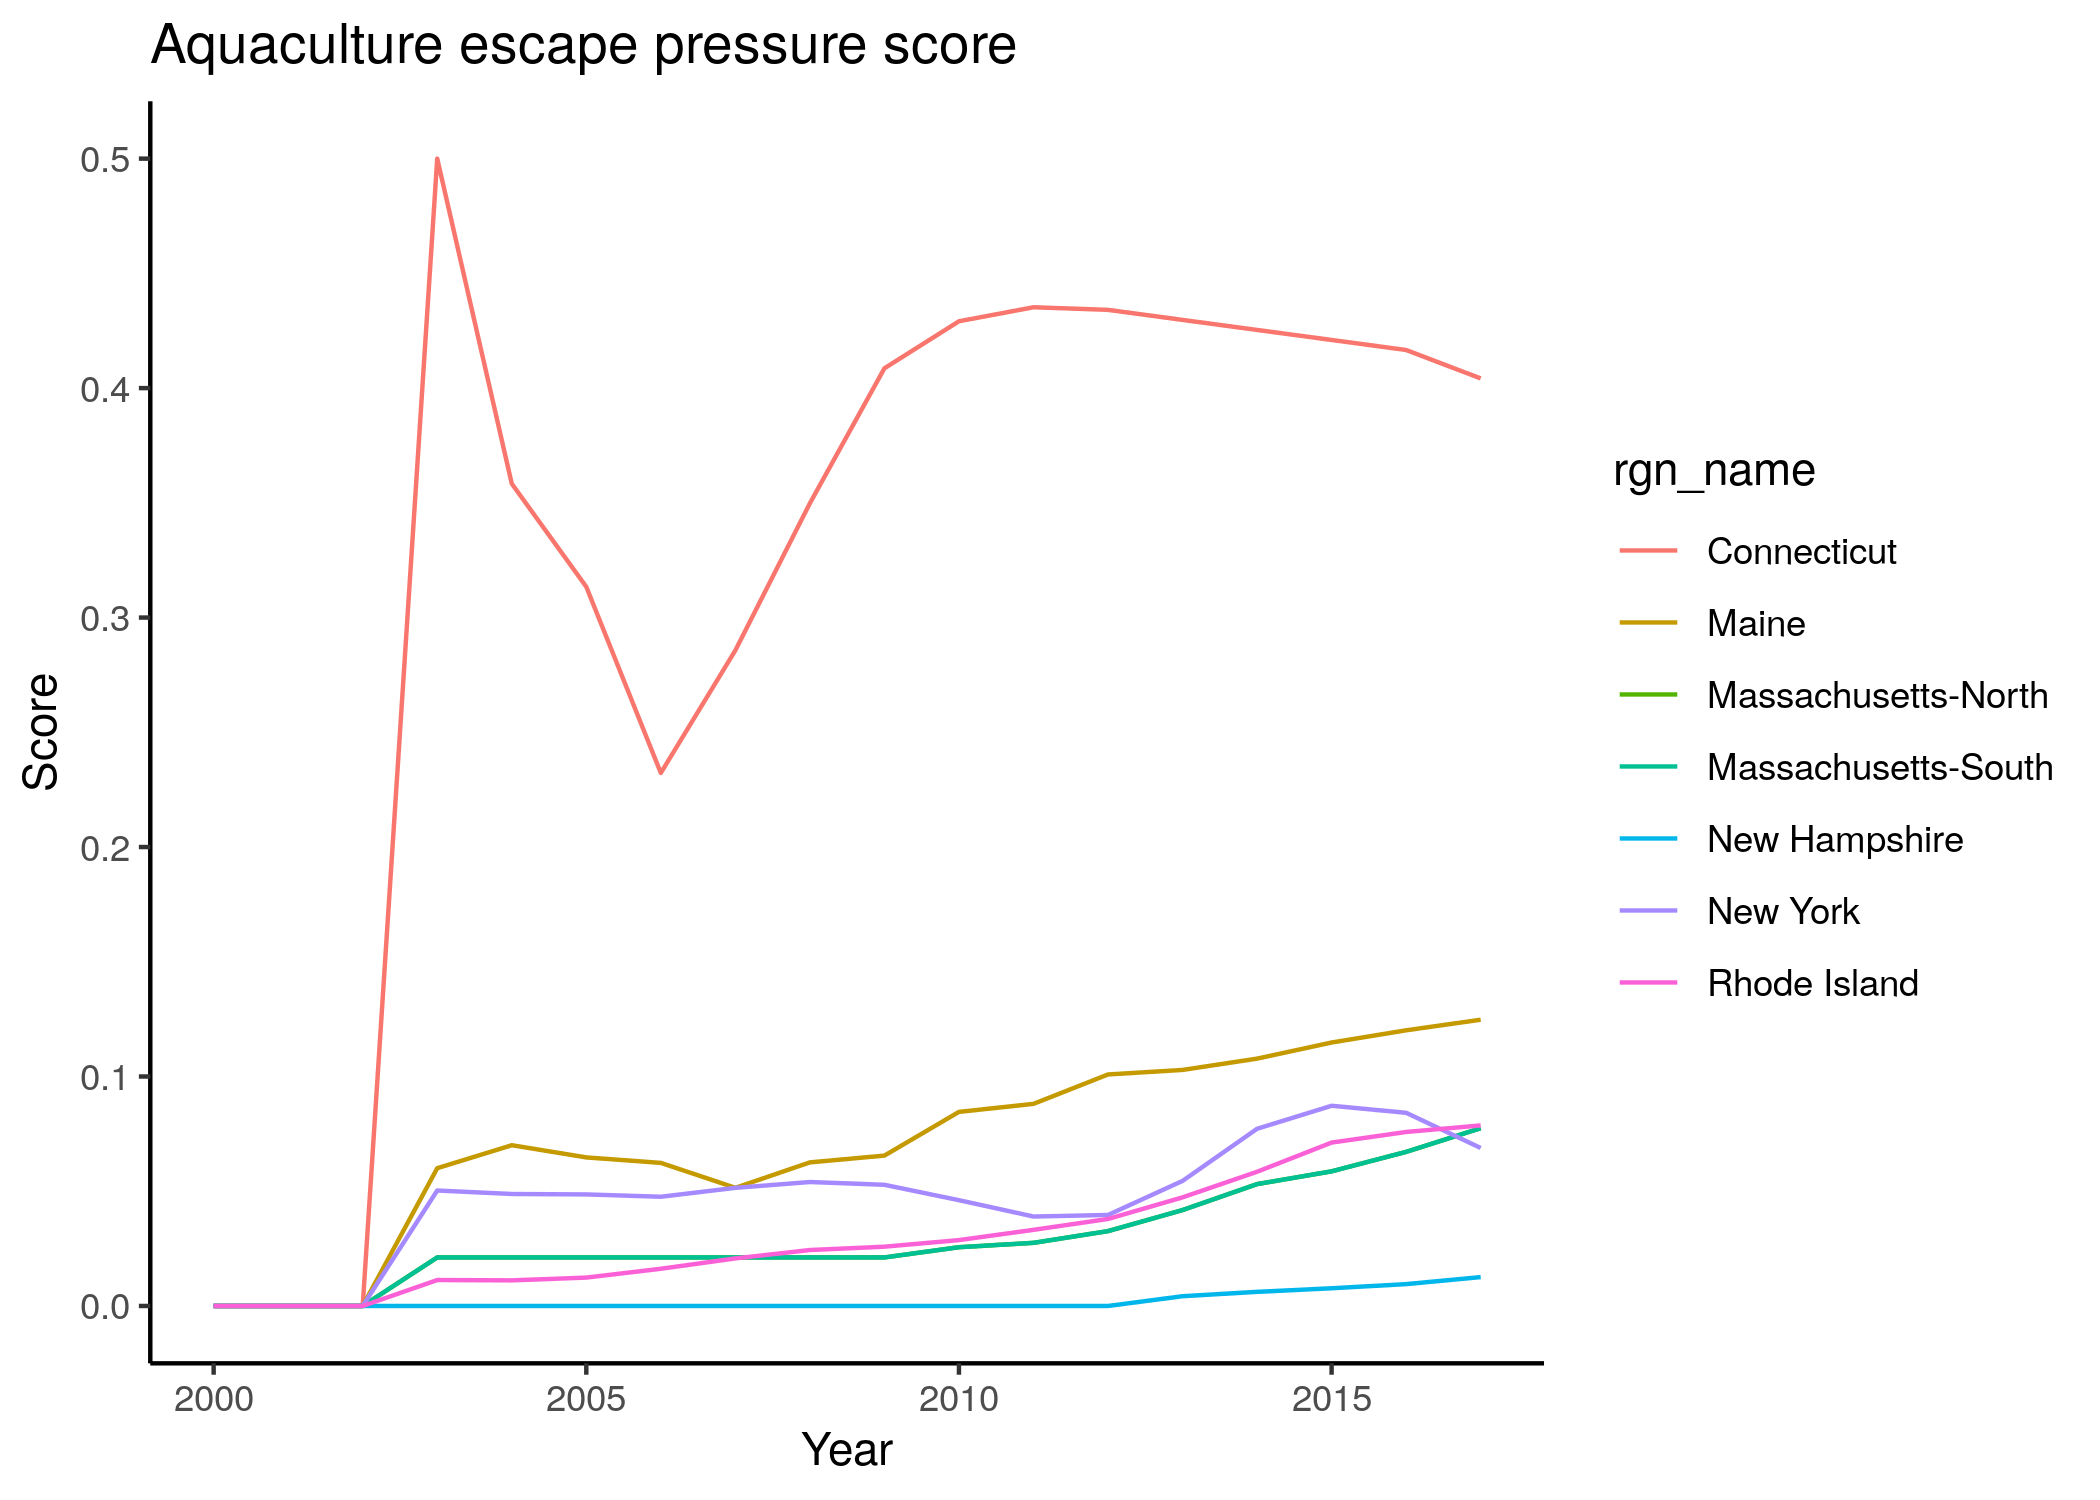 Aquaculture escape pressure score
0.5
0.4
0.3
0.2
0.1
0.0
Score
2000 2005 2010 2015
Year
rgn_name
Connecticut
Maine
Massachusetts-North
Massachusetts-South
New Hampshire
New York
Rhode Island